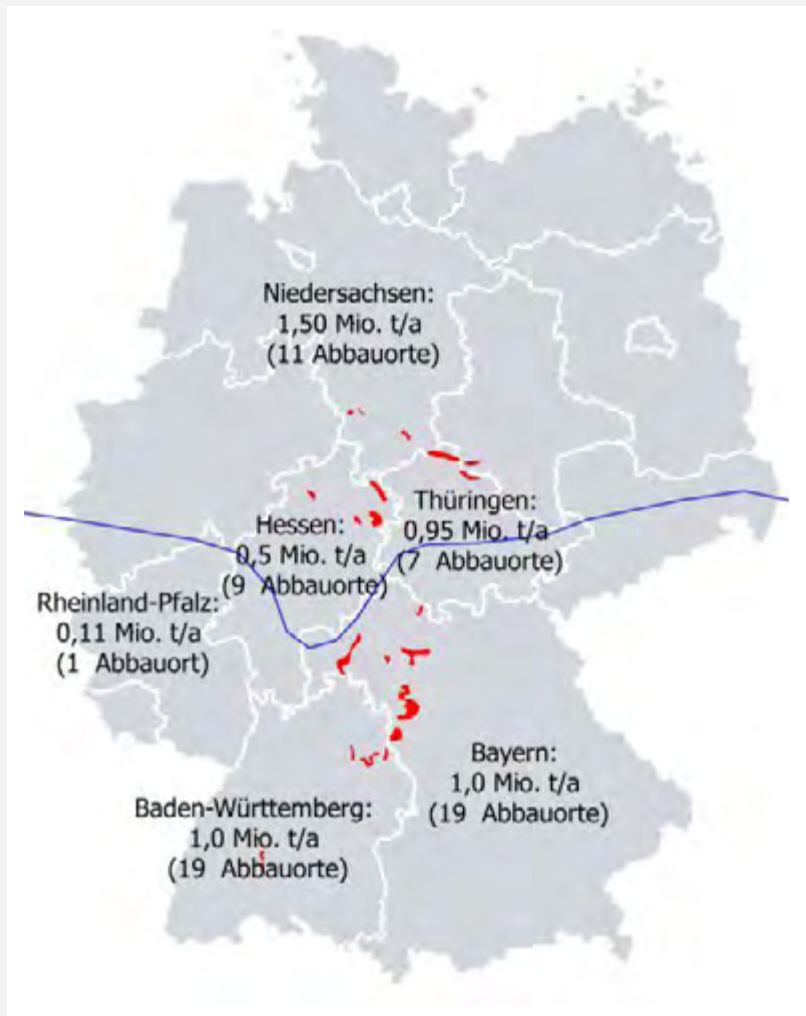 Niedersachsen:
1,50 Mio. t/a
(11 Abbauorte)
Thüringen:
0,95 Mio. t/a
(7 Abbauorte)
Hessen:
0,5 Mio. t/a
(9 Abbauorte)
Rheinland-Pfalz:
0,11 Mio. t/a
(1 Abbauort)
Bayern:
1,0 Mio. t/a
(19 Abbauorte)
Baden-Württemberg:
1,0 Mio. t/a
(19 Abbauorte)